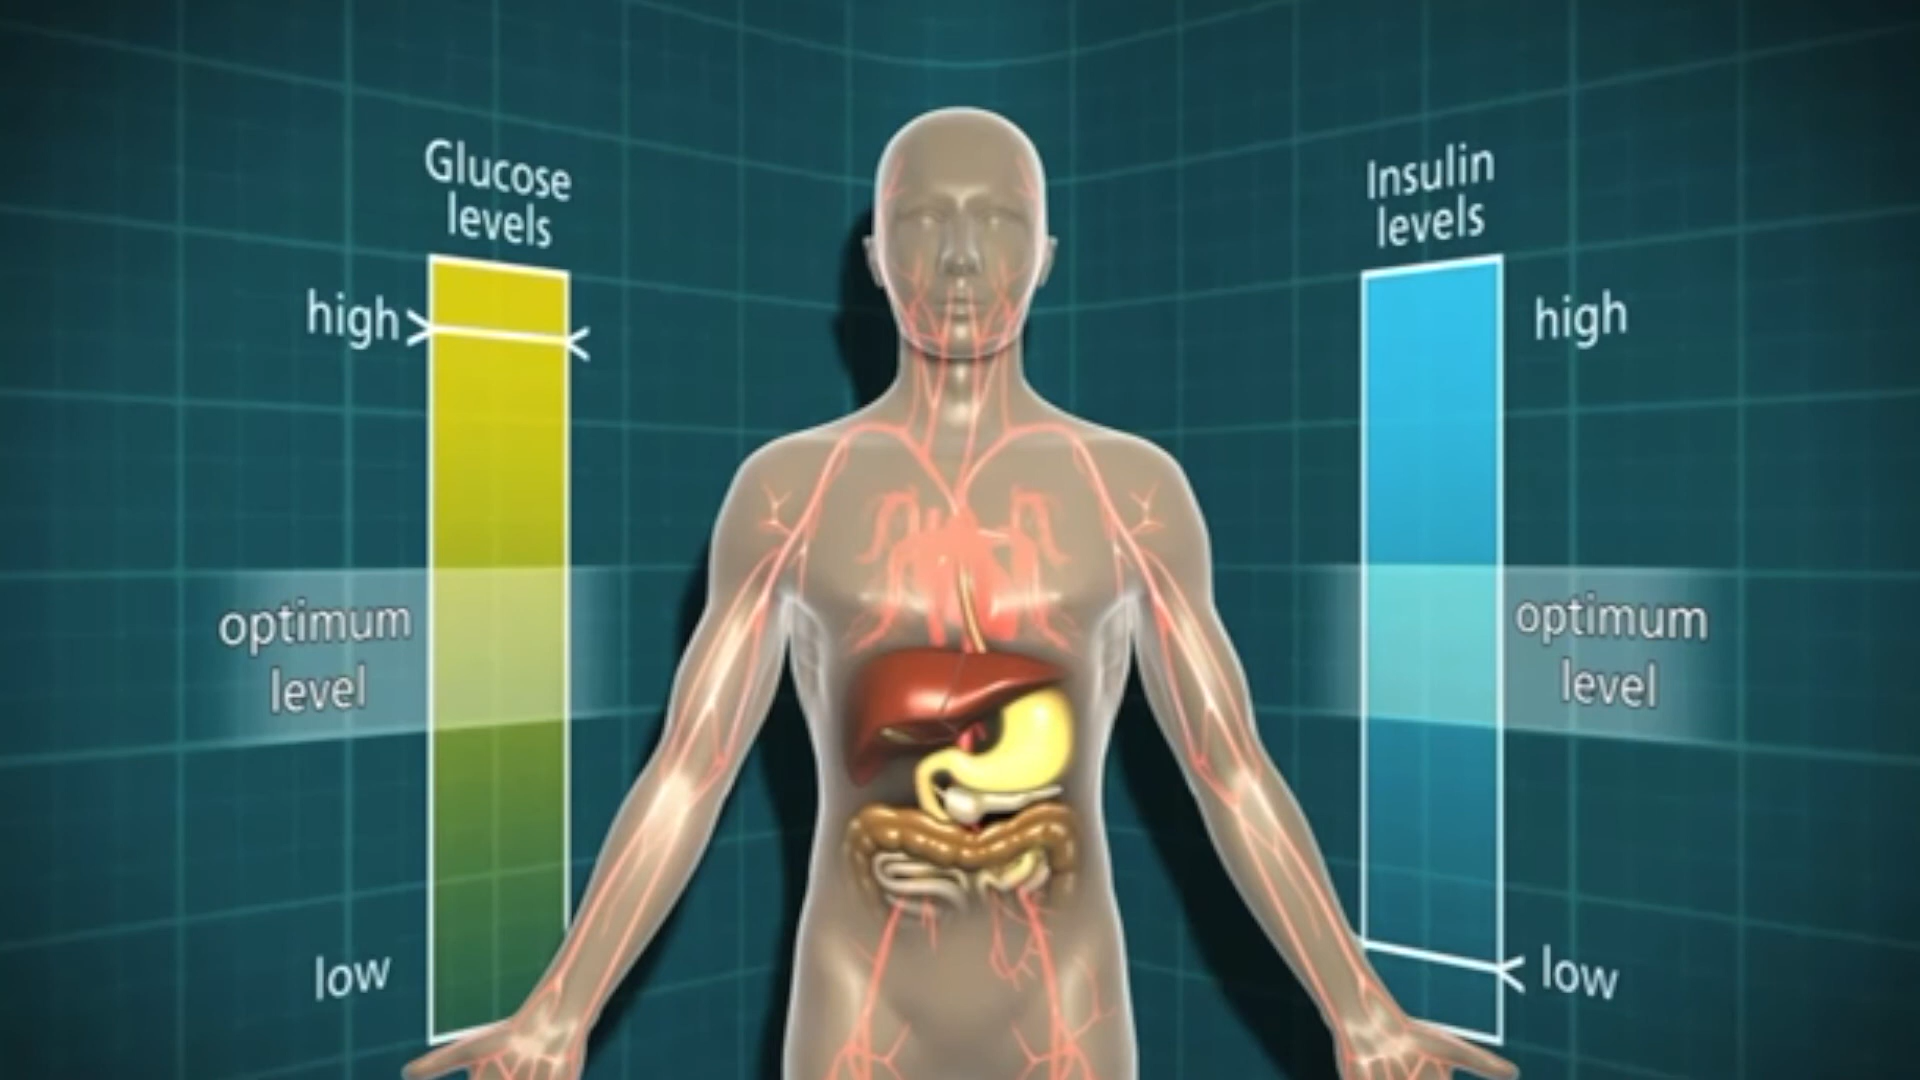 Glucose
levels
high
optimum
level
low
Insulin
levels
high
optimum
level
low